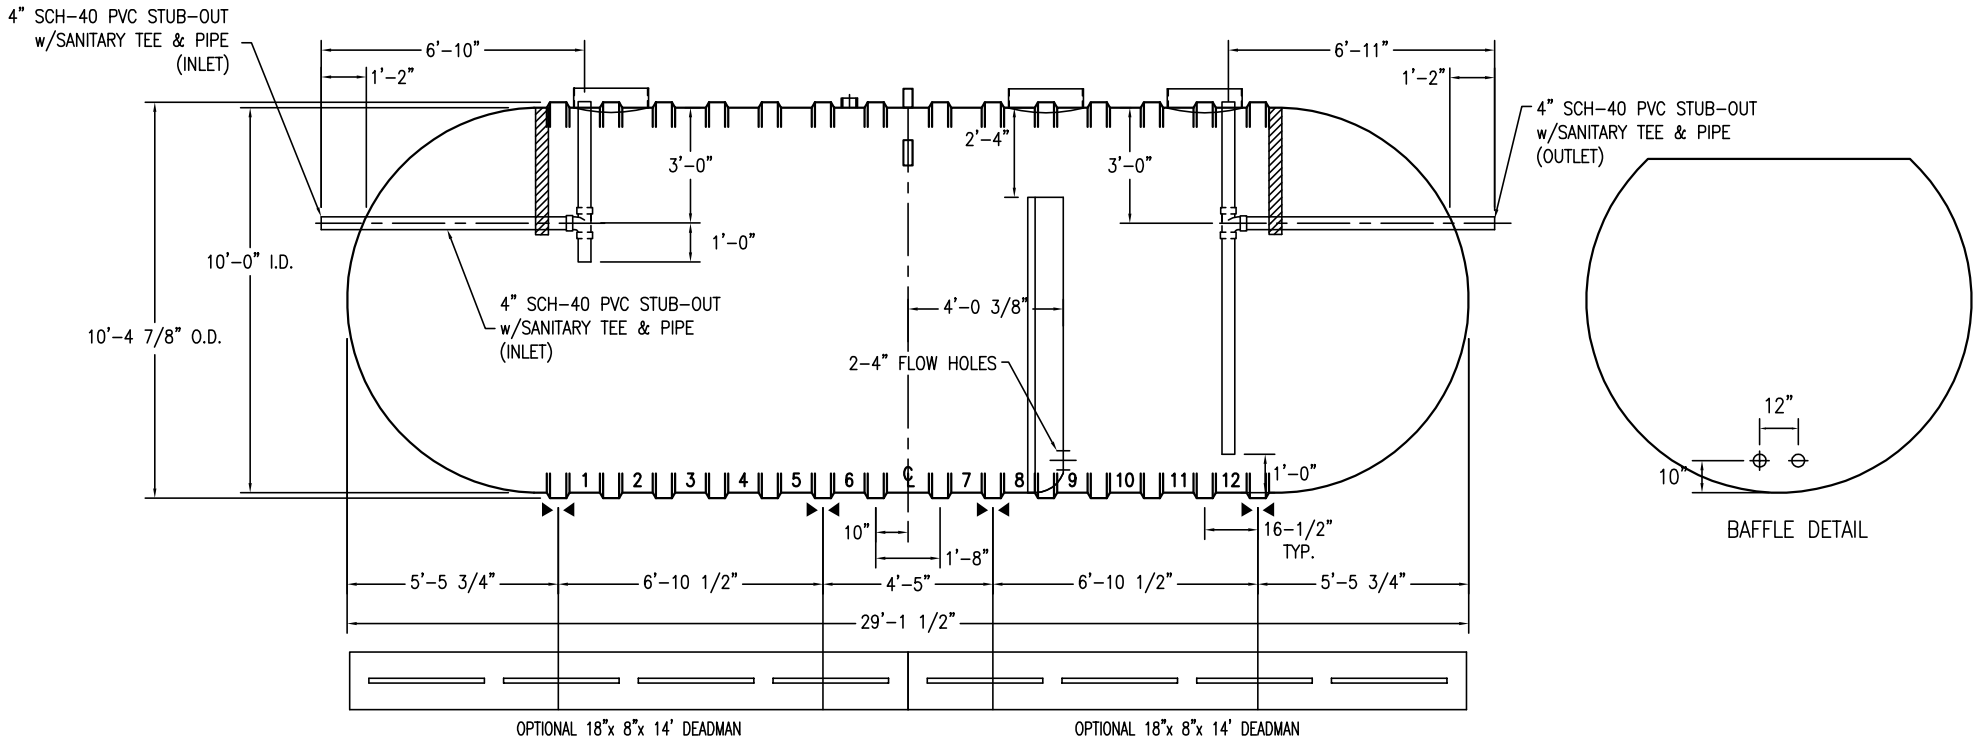 4" SCH-40 PVC STUB-OUT
w/SANITARY TEE & PIPE
(INLET)
6'-10"
1'-2"
6'-11"
1'-2"
4" SCH-40 PVC STUB-OUT
w/SANITARY TEE & PIPE
(OUTLET)
2'-4"
3'-0"
3'-0"
1'-0"
10'-0" I.D.
10'-4 7/8" O.D.
4" SCH-40 PVC STUB-OUT
w/SANITARY TEE & PIPE
(INLET)
4'-0 3/8"
2-4" FLOW HOLES
12"
10"
BAFFLE DETAIL
1 2 3 4 5 6 ℄ 7 8 9 10 11 12
1'-0"
10"
1'-8"
16-1/2"
TYP.
5'-5 3/4" 6'-10 1/2" 4'-5" 6'-10 1/2" 5'-5 3/4"
29'-1 1/2"
OPTIONAL 18"x 8"x 14' DEADMAN
OPTIONAL 18"x 8"x 14' DEADMAN